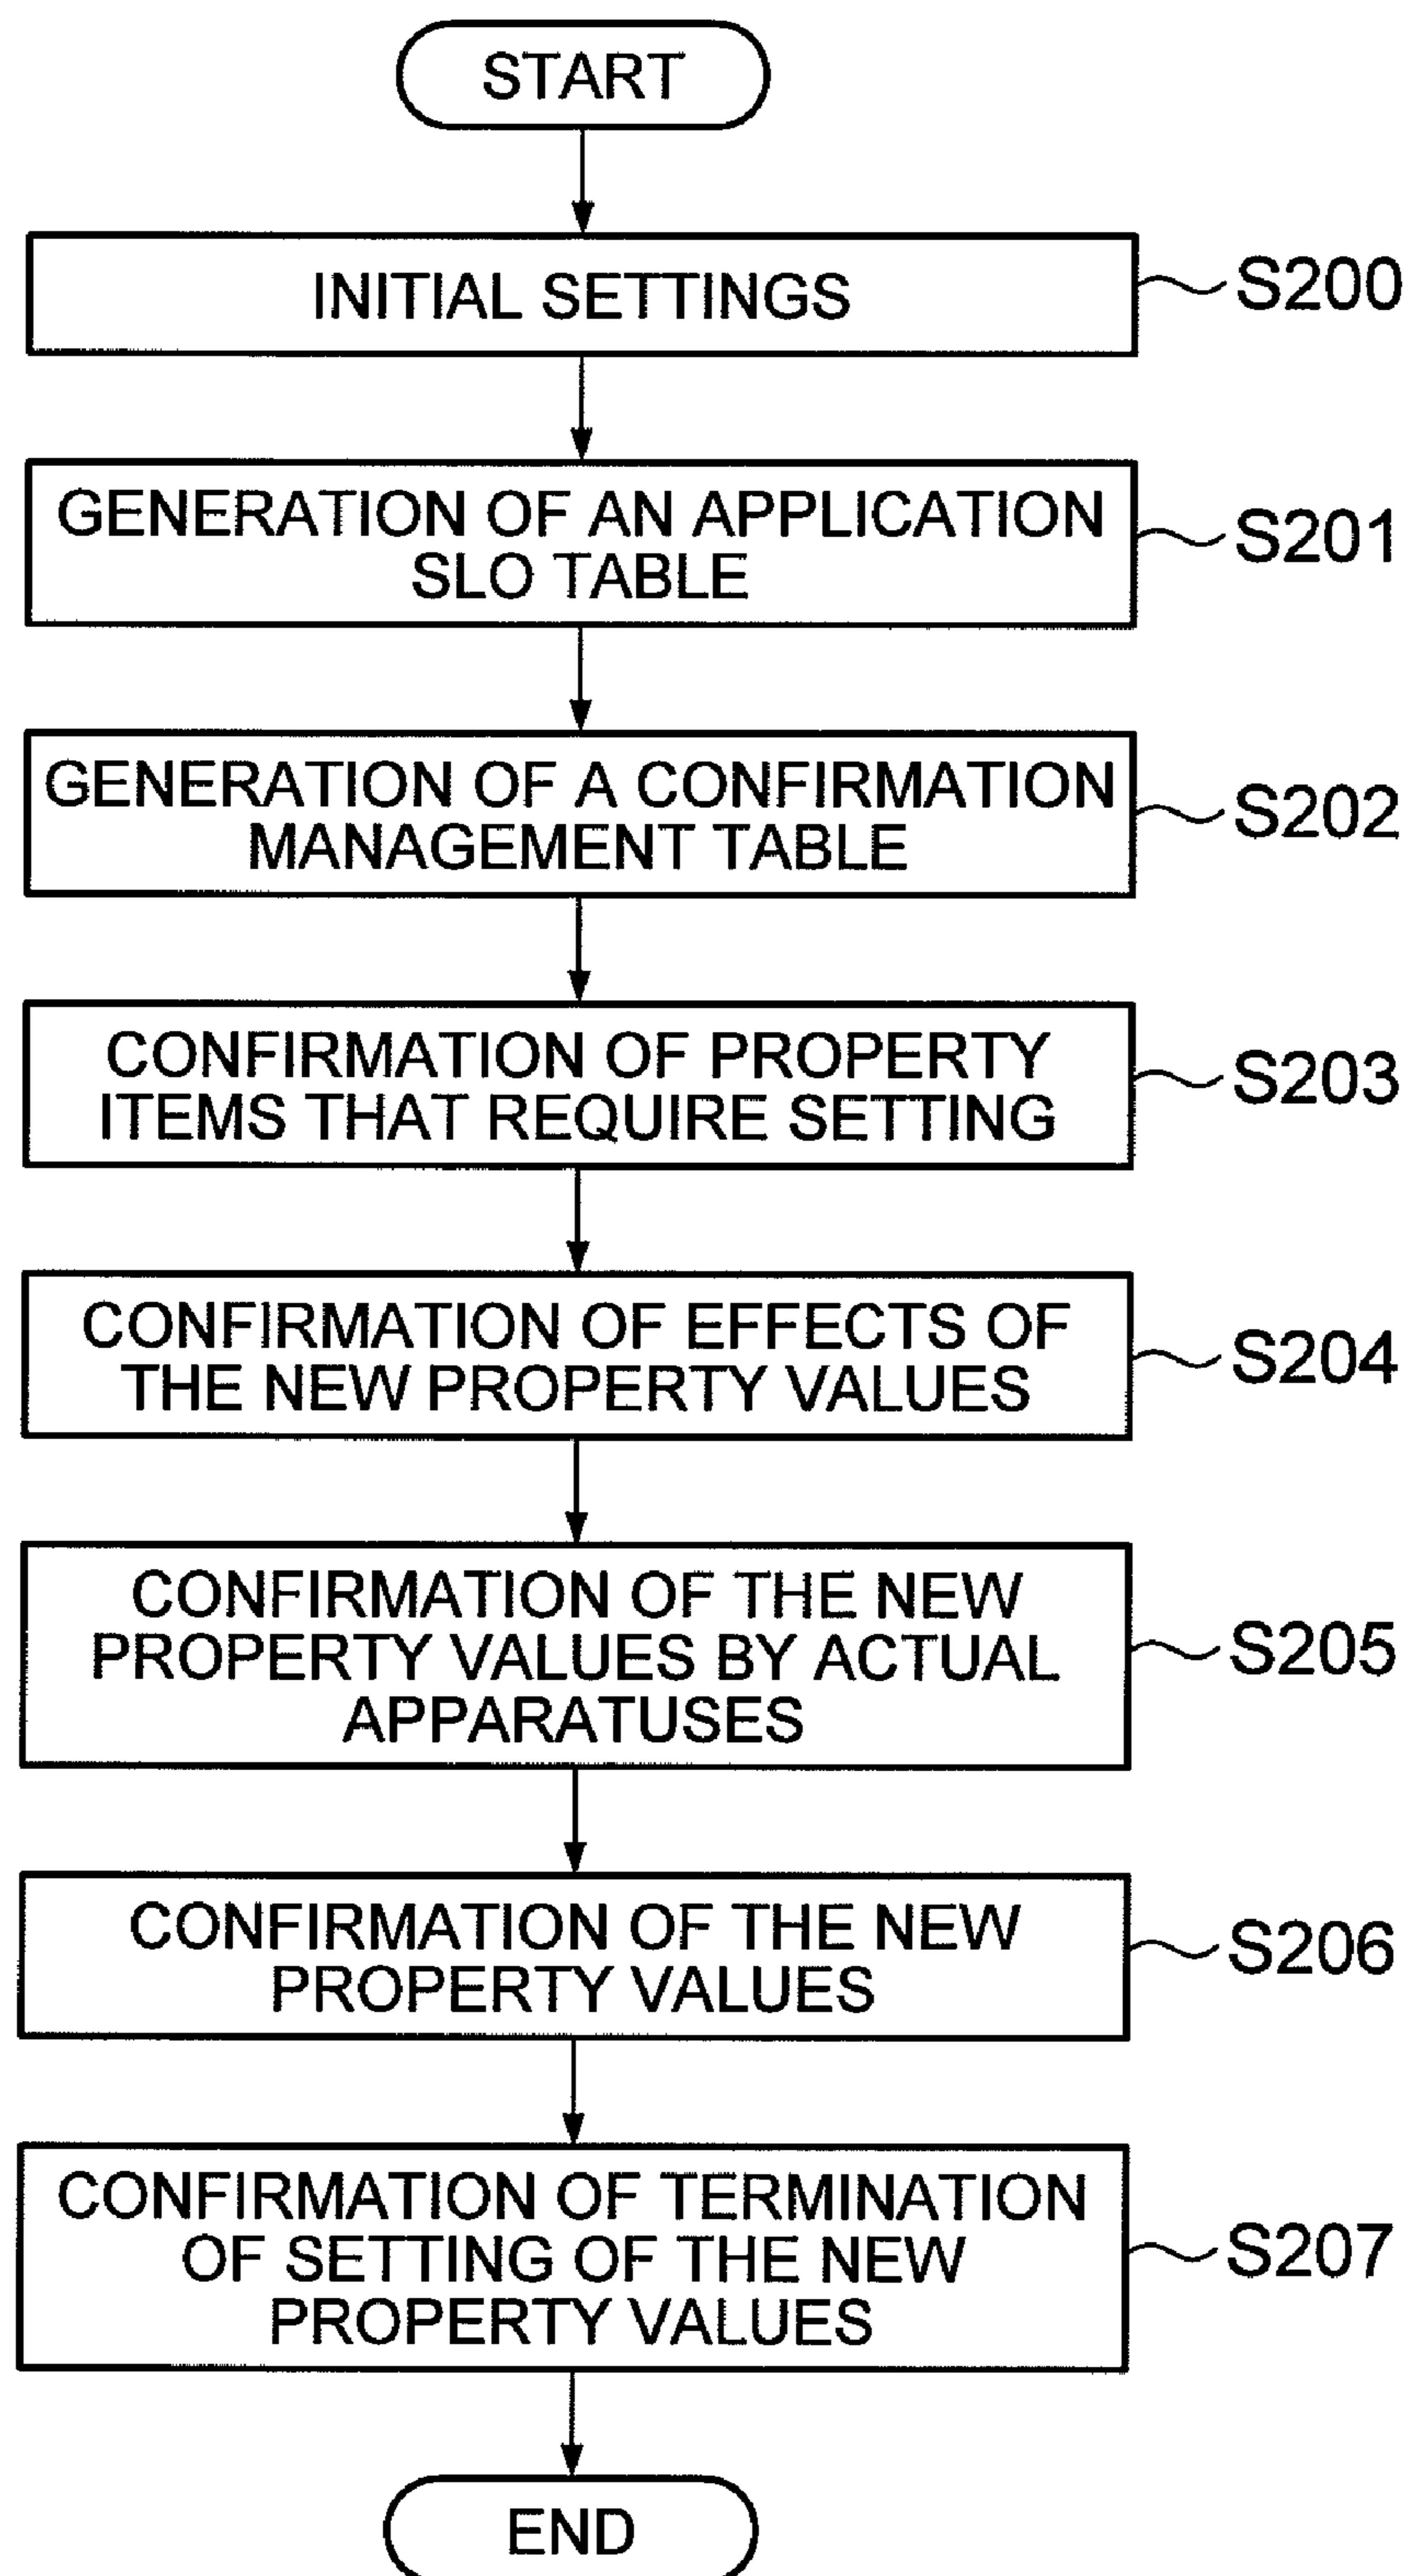 START
INITIAL SETTINGS
S200
GENERATION OF AN APPLICATION
SLO TABLE
S201
GENERATION OF A CONFIRMATION
MANAGEMENT TABLE
S202
CONFIRMATION OF PROPERTY
ITEMS THAT REQUIRE SETTING
S203
CONFIRMATION OF EFFECTS OF
THE NEW PROPERTY VALUES
S204
CONFIRMATION OF THE NEW
PROPERTY VALUES BY ACTUAL
APPARATUSES
S205
CONFIRMATION OF THE NEW
PROPERTY VALUES
S206
CONFIRMATION OF TERMINATION
OF SETTING OF THE NEW
PROPERTY VALUES
S207
END